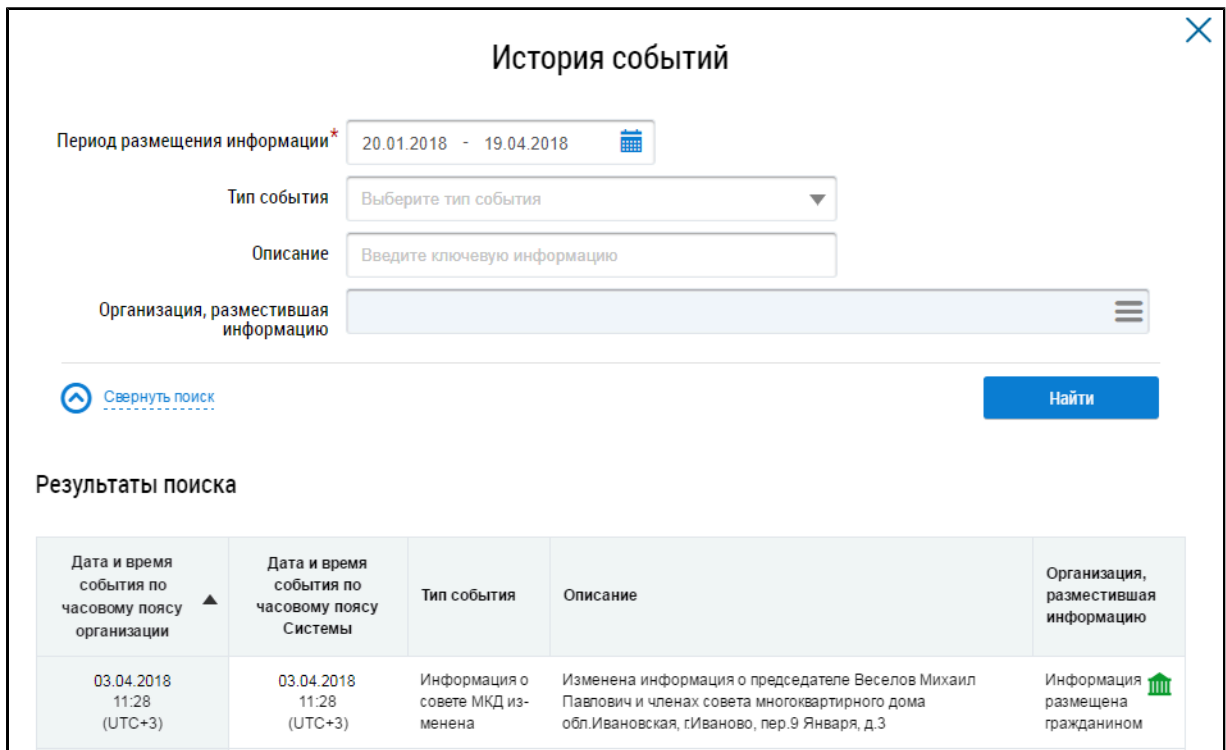 История событий
Период размещения информации*
20.01.2018 - 19.04.2018
Тип события
Выберите тип события
Описание
Введите ключевую информацию
Организация, разместившая
информацию
Свернуть поиск
Найти
Результаты поиска
Дата и время
события по
часовому поясу
организации
Дата и время
события по
часовому поясу
Системы
Тип события
Описание
Организация,
разместившая
информацию
03.04.2018
11:28
(UTC+3)
03.04.2018
11:28
(UTC+3)
Информация о
совете МКД из-
менена
Изменена информация о председателе Веселов Михаил
Павлович и членах совета многоквартирного дома
обл.Ивановская, г.Иваново, пер.9 Января, д.3
Информация
размещена
гражданином